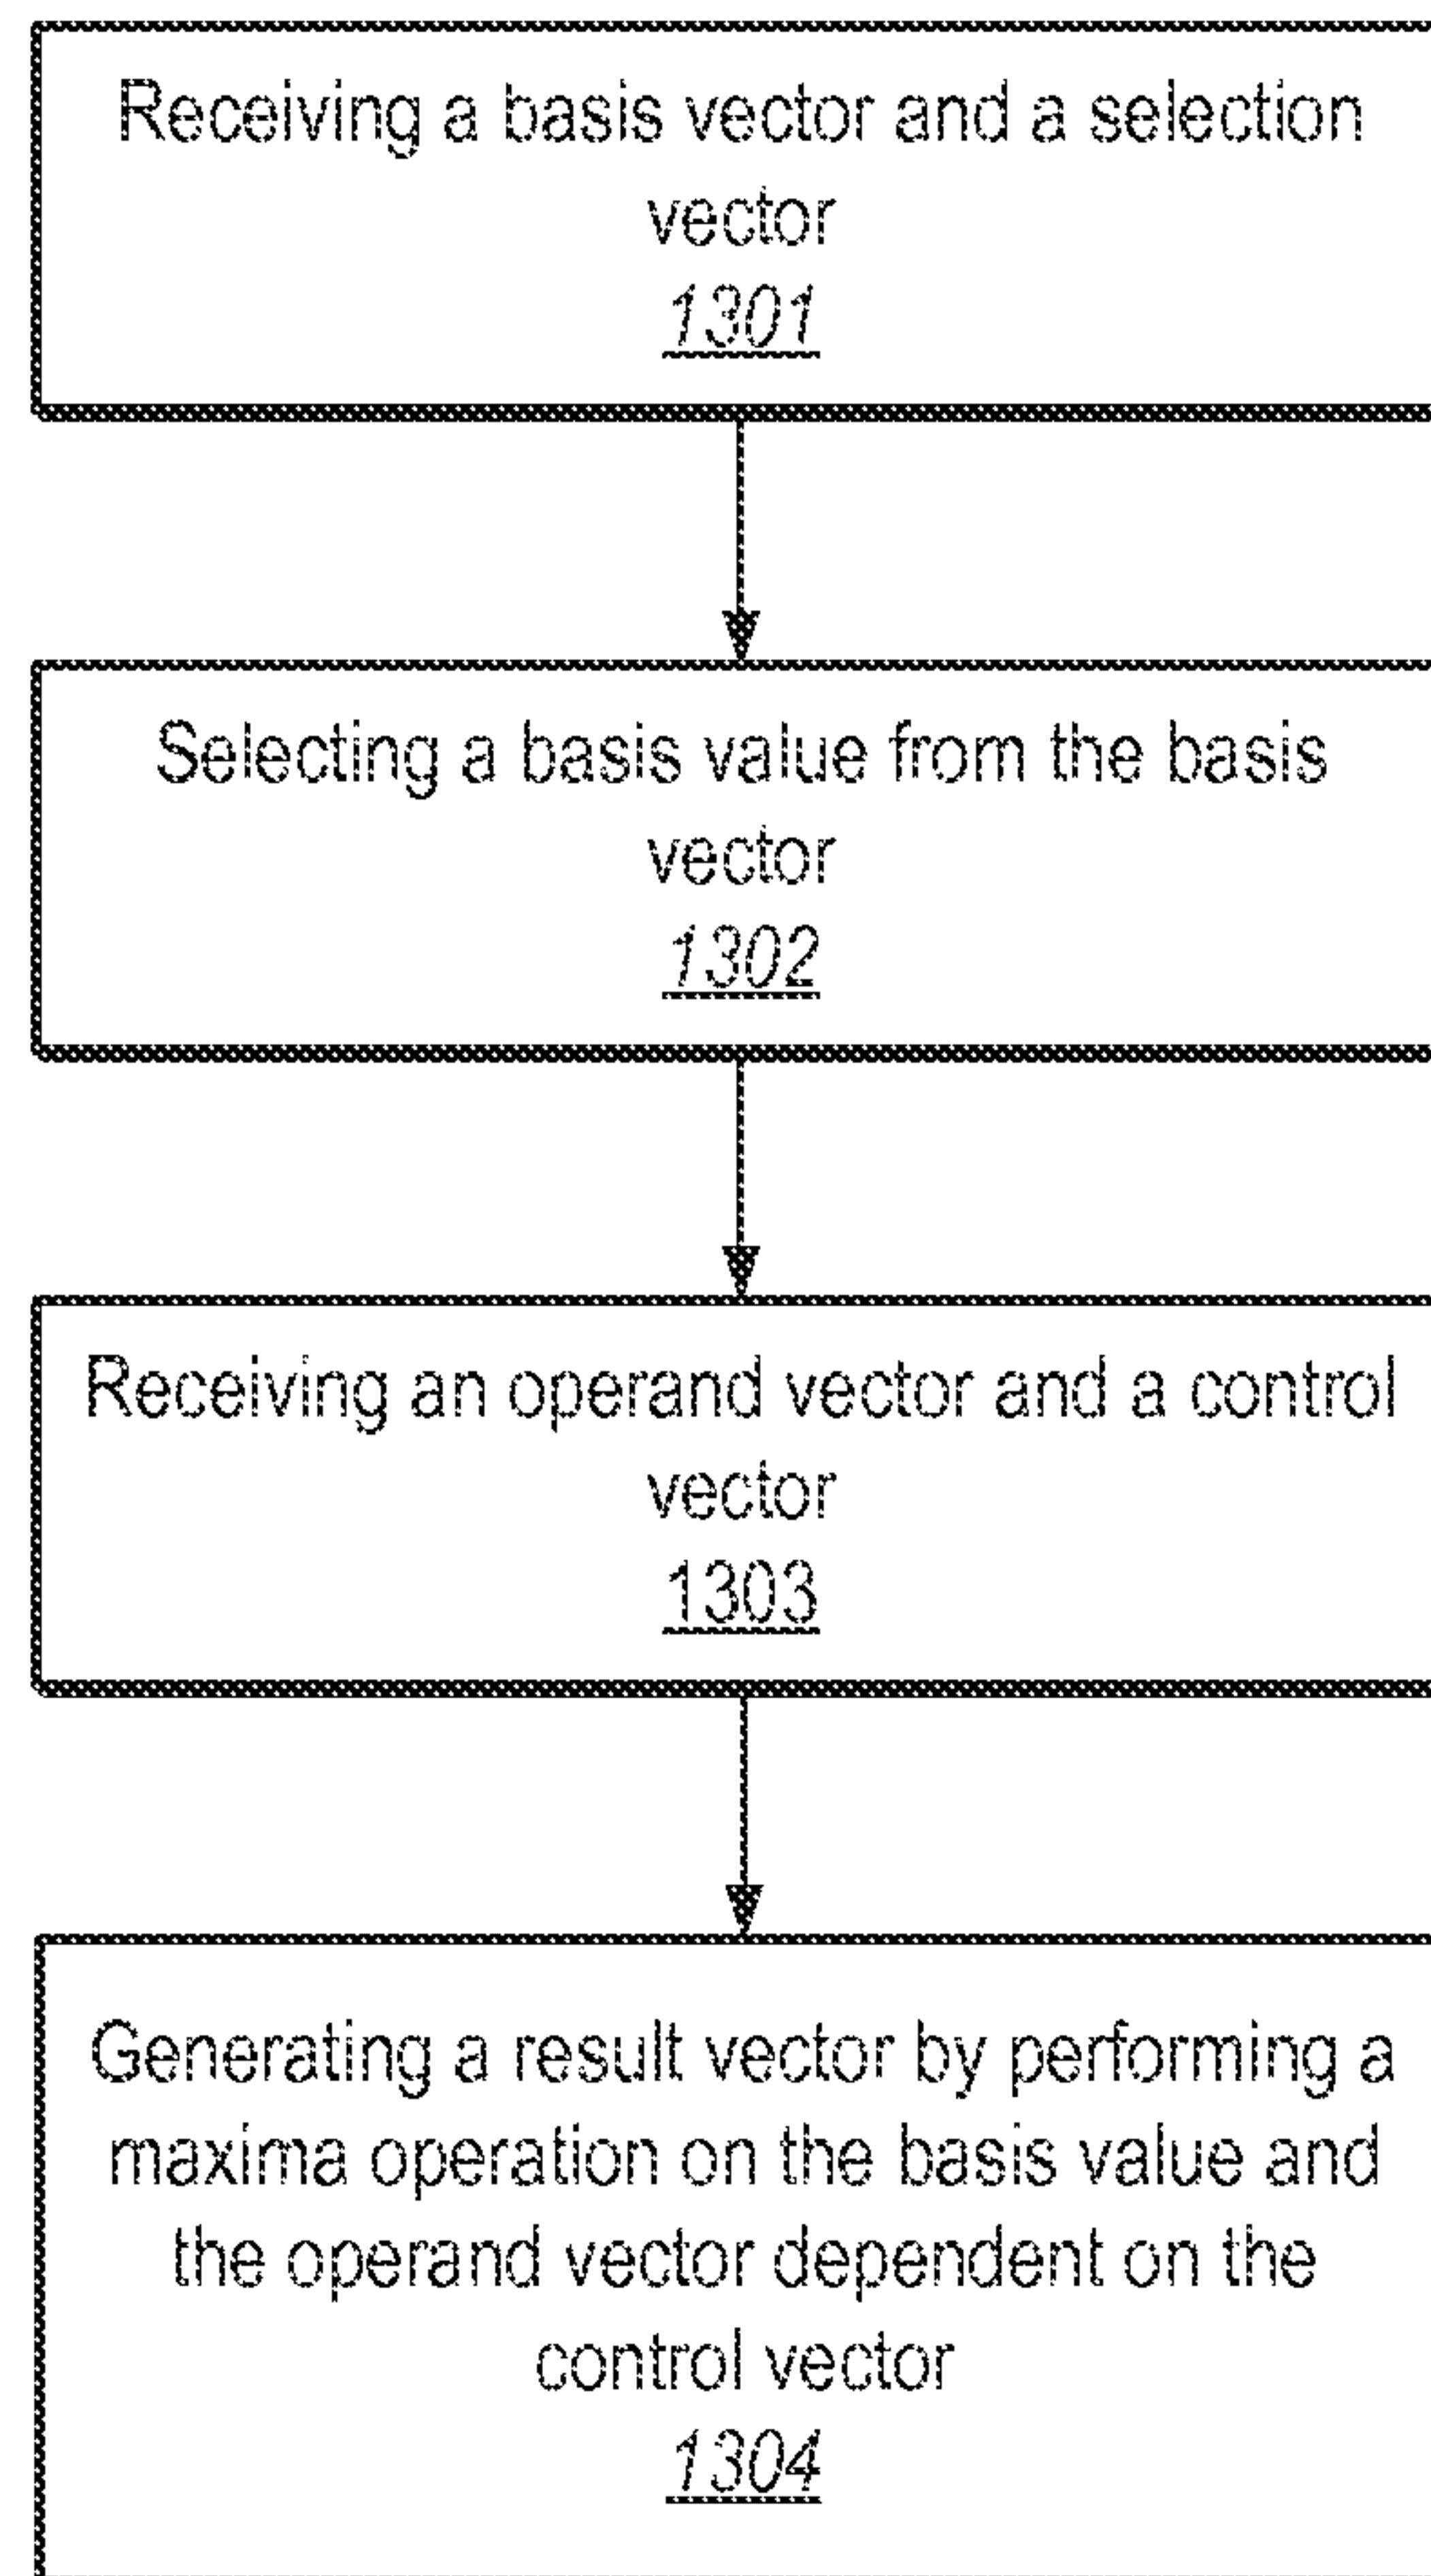 Receiving a basis vector and a selection
vector
1301
Selecting a basis value from the basis
vector
1302
Receiving an operand vector and a control
vector
1303
Generating a result vector by performing a
maxima operation on the basis value and
the operand vector dependent on the
control vector
1304